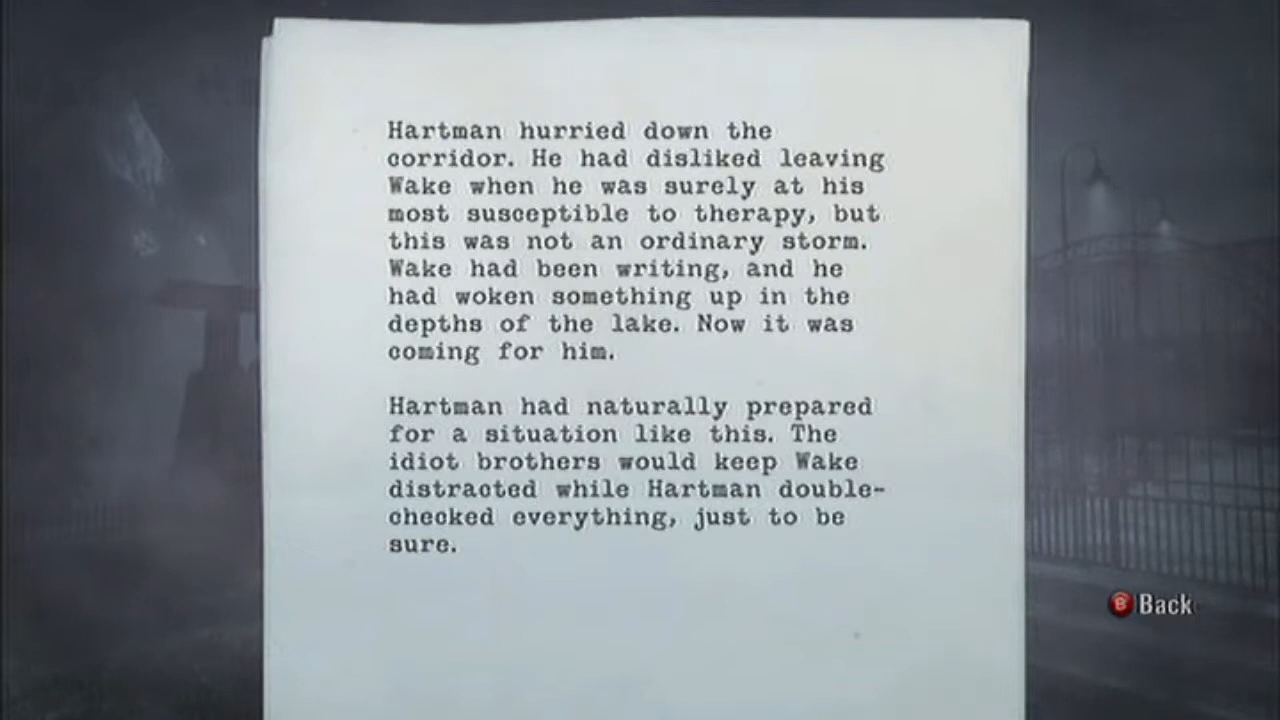 Hartman hurried down the
corridor. He had disliked leaving
Wake when he was surely at his
most susceptible to therapy, but
this was not an ordinary storm.
Wake had been writing, and he
had woken something up in the
depths of the lake. Now it was
coming for him.
Hartman had naturally prepared
for a situation like this. The
idiot brothers would keep Wake
distracted while Hartman double-
checked everything, just to be
sure.
B Back